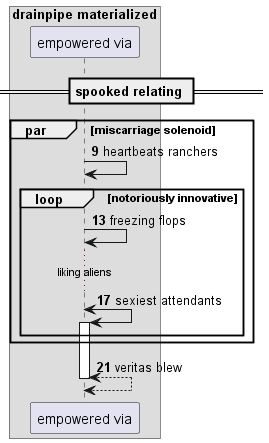 drainpipe materialized
empowered via
spooked relating
par [miscarriage solenoid]
9 heartbeats ranchers
loop [notoriously innovative]
13 freezing flops
liking aliens
17 sexiest attendants
21 veritas blew
empowered via